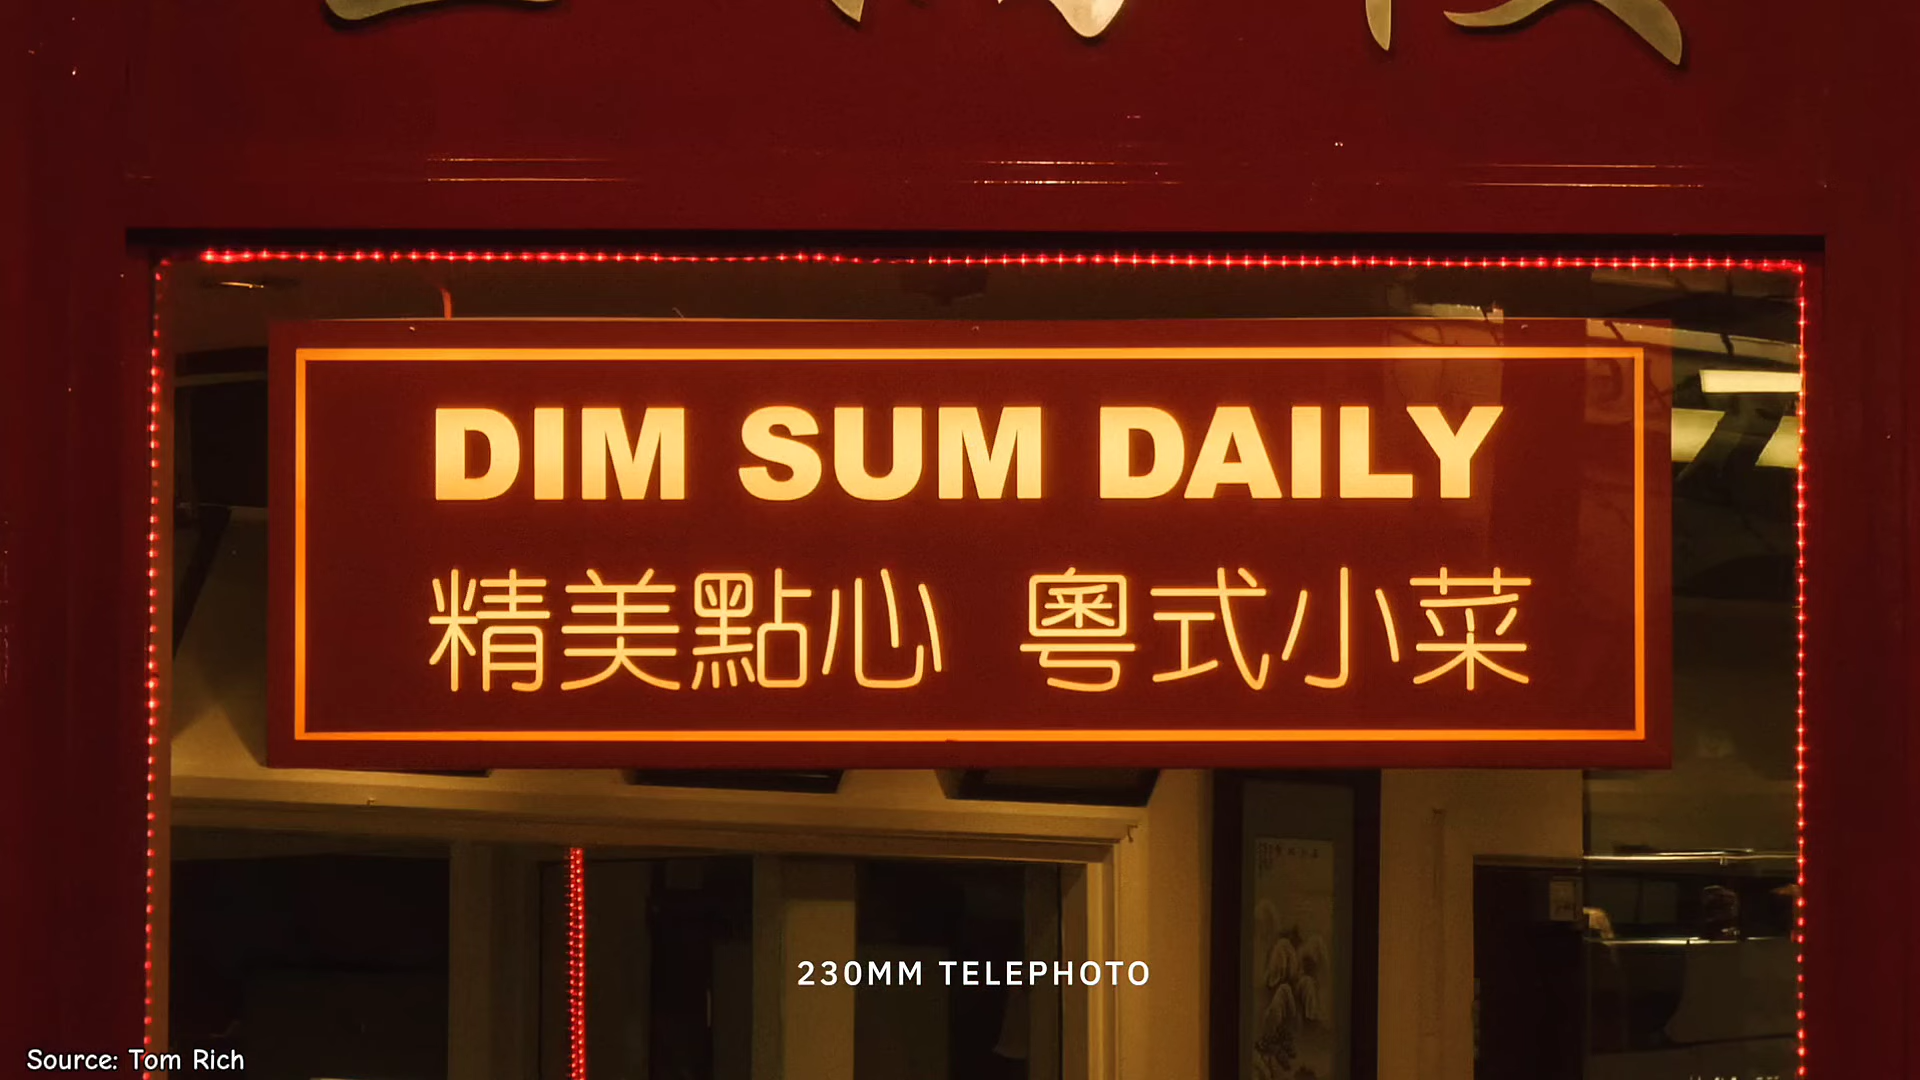 DIM SUM DAILY
精美點心 粵式小菜
230MM TELEPHOTO
Source: Tom Rich